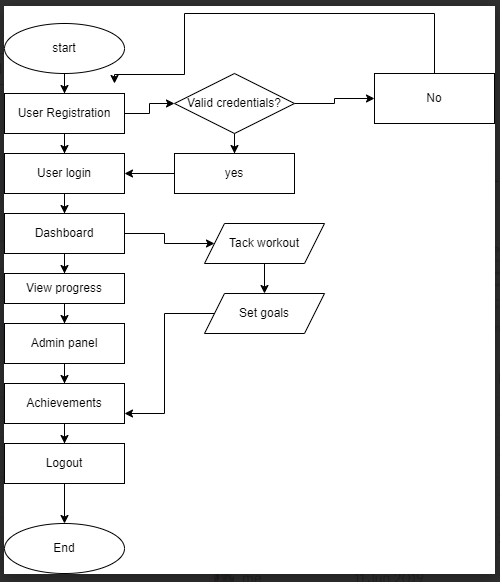 start
User Registration
Valid credentials?
No
User login
yes
Dashboard
Tack workout
View progress
Set goals
Admin panel
Achievements
Logout
End